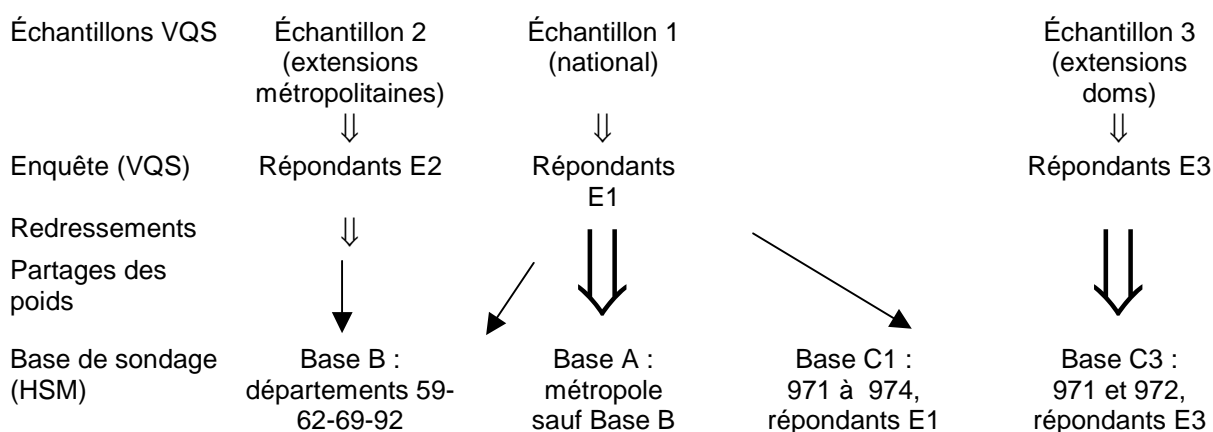 Échantillons VQS
Échantillon 2
(extensions
métropolitaines)
Échantillon 1
(national)
Échantillon 3
(extensions
doms)
Enquête (VQS)
Répondants E2
Répondants
E1
Répondants E3
Redressements
Partages des
poids
Base de sondage
(HSM)
Base B :
départements 59-
62-69-92
Base A :
métropole
sauf Base B
Base C1 :
971 à 974,
répondants E1
Base C3 :
971 et 972,
répondants E3